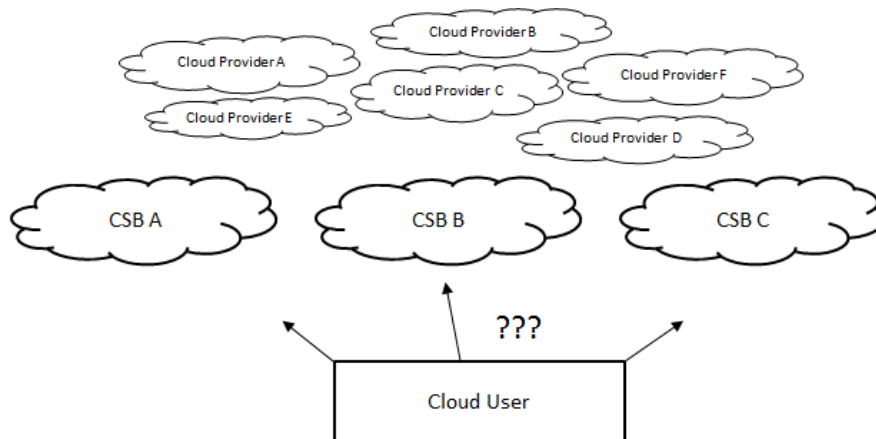 Cloud Provider B
Cloud Provider A
Cloud Provider F
Cloud Provider C
Cloud Provider E
Cloud Provider D
CSB A
CSB B
CSB C
???
Cloud User